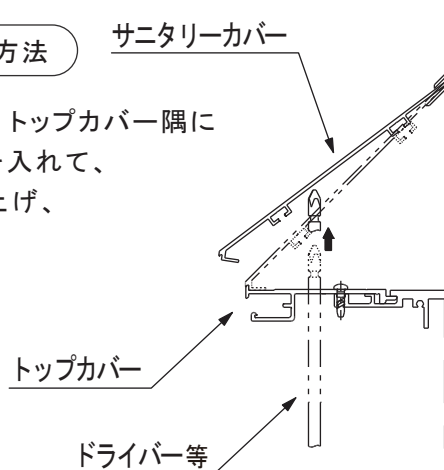 方法
サニタリーカバー
トップカバー隅に
入れて、
上げ、
トップカバー
ドライバー等